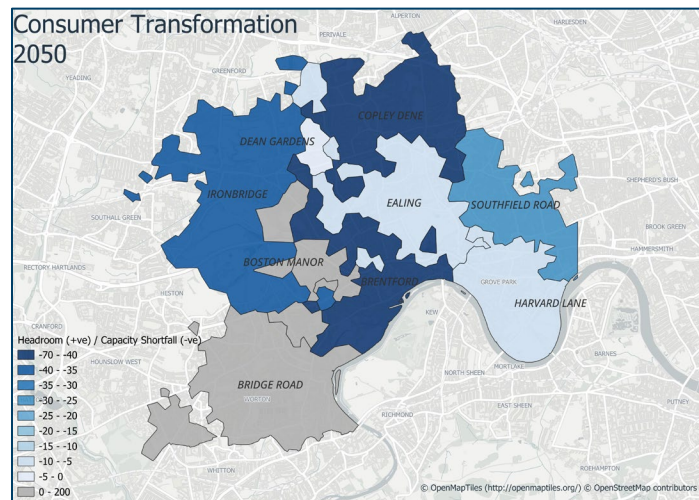 Consumer Transformation
2050
ALPERTON
HARLESDEN
PERIVALE
GREENFORD
YEADING
COPLEY DENE
DEAN GARDENS
SHEPHERD'S BUSH
IRONBRIDGE
EALING
SOUTHFIELD ROAD
SOUTHALL GREEN
BROOK GREEN
HAMMERSMITH
RECTORY HARTLANDS
BOSTON MANOR
HESTON
BRENTFORD
GROVE PARK
HARVARD LANE
CRANFORD
KEW
Headroom (+ve) / Capacity Shortfall (-ve)
-70 - -40
-40 - -35
-35 - -30
-30 - -25
-25 - -20
-20 - -15
-15 - -10
-10 - -5
-5 - 0
0 - 200
HOUNSLOW WEST
BARNES
MORTLAKE
NORTH SHEEN
BRIDGE ROAD
WORTON
EAST SHEEN
PUTNEY
RICHMOND
WHITTON
ROEHAMPTON
© OpenMapTiles (http://openmaptiles.org/) © OpenStreetMap contributors